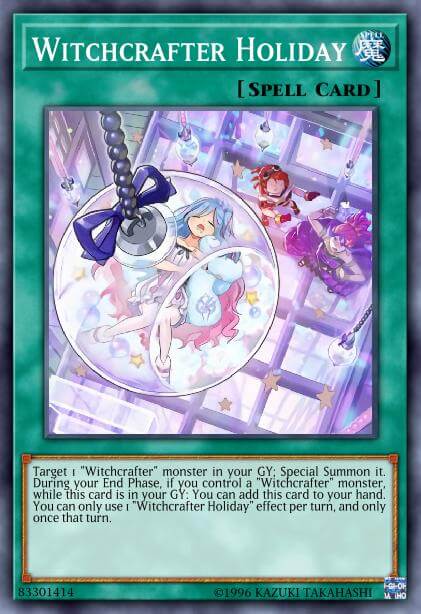 Witchcrafter Holiday
魔
[Spell Card]
Target 1 "Witchcrafter" monster in your GY; Special Summon it.
During your End Phase, if you control a "Witchcrafter" monster,
while this card is in your GY: You can add this card to your hand.
You can only use 1 "Witchcrafter Holiday" effect per turn, and only
once that turn.
83301414
©1996 KAZUKI TAKAHASHI